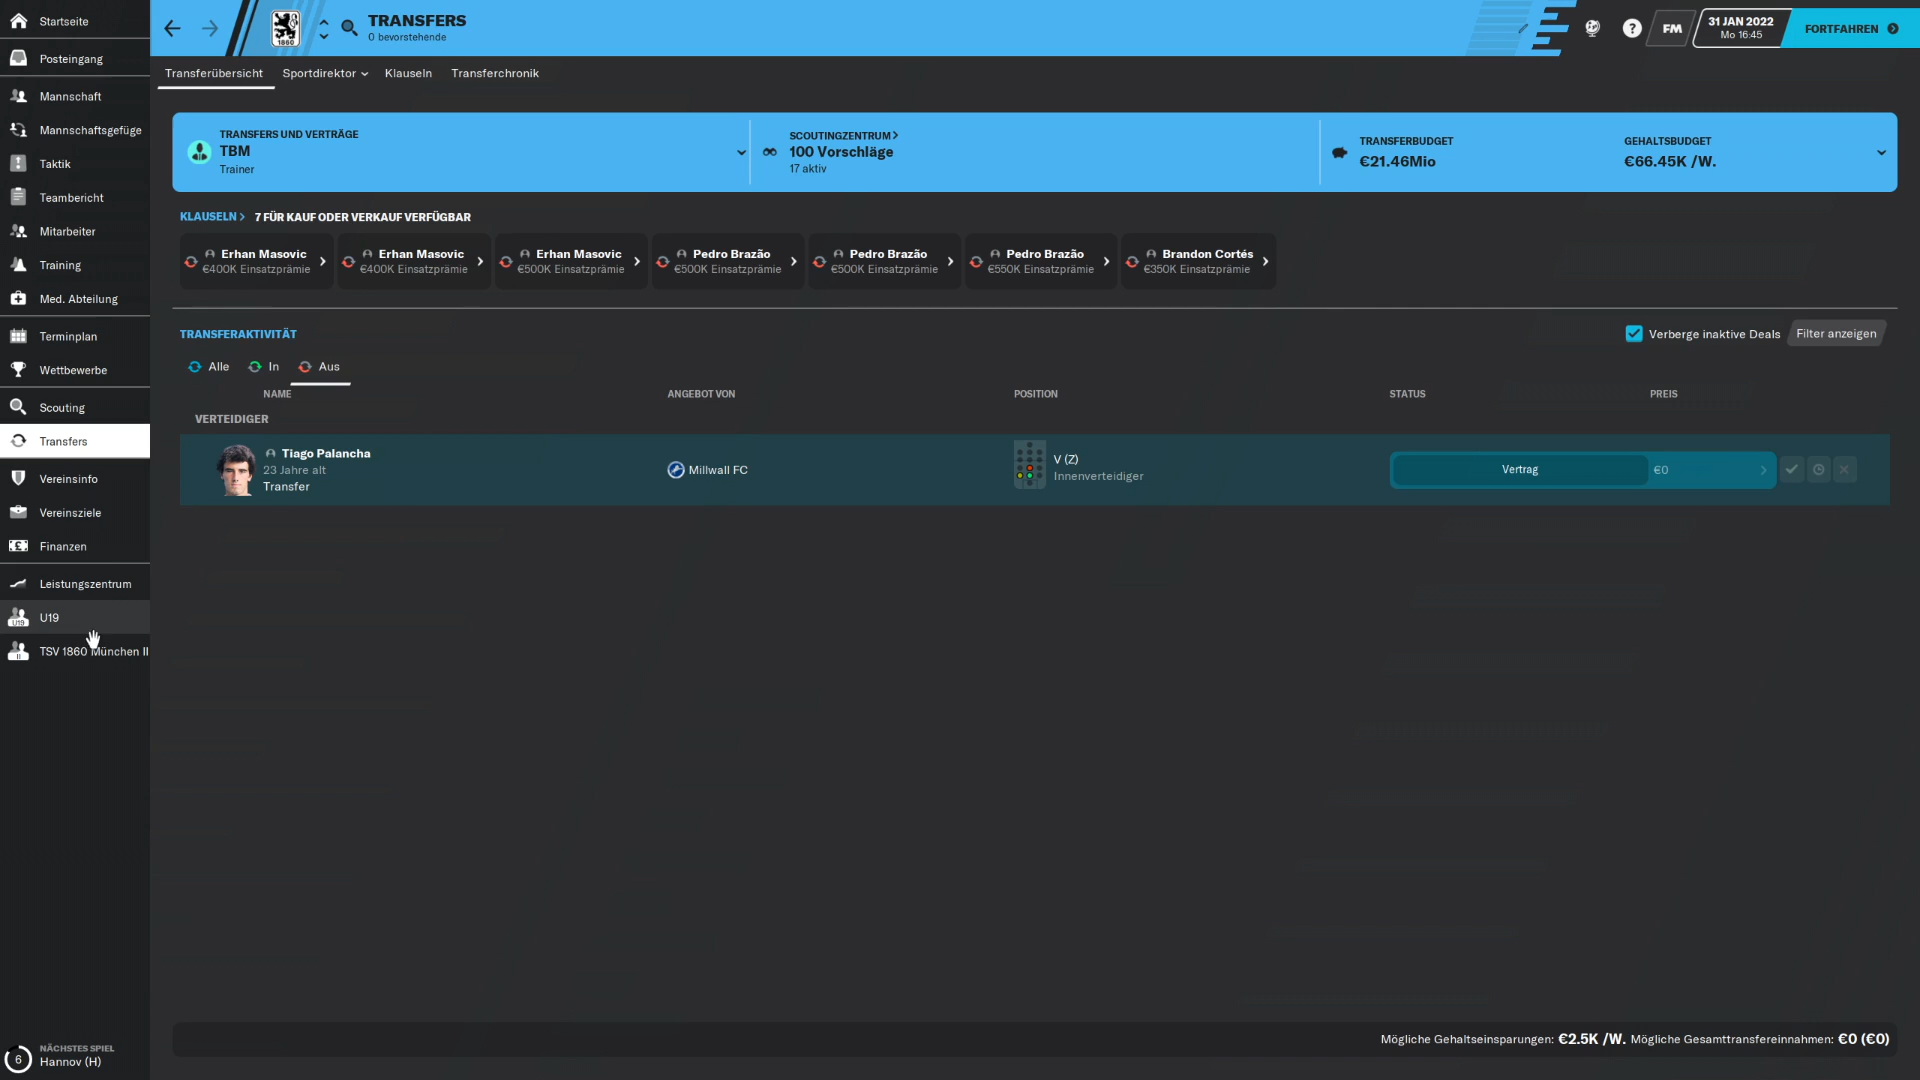 Startseite
Posteingang
Mannschaft
Mannschaftsgefüge
Taktik
Teambericht
Mitarbeiter
Training
Med. Abteilung
Terminplan
Wettbewerbe
Scouting
Transfers
Vereinsinfo
Vereinsziele
Finanzen
Leistungszentrum
U19
TSV 1860 München II
6
NÄCHSTES SPIEL
Hannov (H)
1860
TRANSFERS
0 bevorstehende
?
FM
31 JAN 2022
Mo 16:45
FORTFAHREN
Transferübersicht
Sportdirektor
Klauseln
Transferchronik
TRANSFERS UND VERTRÄGE
TBM
Trainer
SCOUTINGZENTRUM>
100 Vorschläge
17 aktiv
TRANSFERBUDGET
€21.46Mio
GEHALTSBUDGET
€66.45K /W.
KLAUSELN > 7 FÜR KAUF ODER VERKAUF VERFÜGBAR
Erhan Masovic
€400K Einsatzprämie
Erhan Masovic
€400K Einsatzprämie
Erhan Masovic
€500K Einsatzprämie
Pedro Brazão
€500K Einsatzprämie
Pedro Brazão
€500K Einsatzprämie
Pedro Brazão
€550K Einsatzprämie
Brandon Cortés
€350K Einsatzprämie
TRANSFERAKTIVITÄT
Verberge inaktive Deals
Filter anzeigen
Alle
In
Aus
NAME
ANGEBOT VON
POSITION
STATUS
PREIS
VERTEIDIGER
Tiago Palancha
23 Jahre alt
Transfer
Millwall FC
V (Z)
Innenverteidiger
Vertrag
€0
Mögliche Gehaltseinsparungen: €2.5K /W. Mögliche Gesamttransfereinnahmen: €0 (€0)